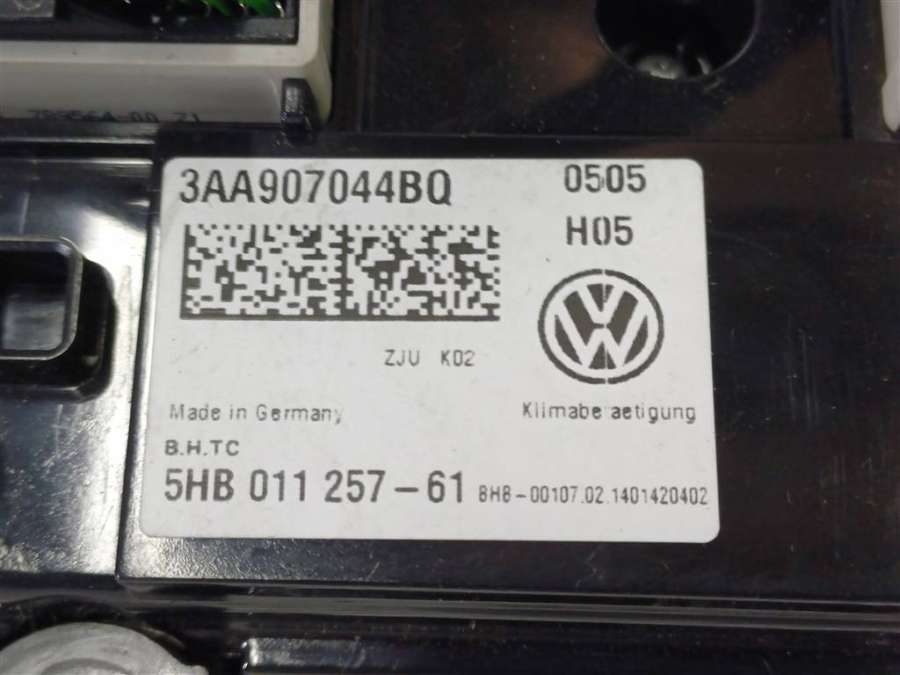 3AA907044BQ
0505
H05
ZJU K02
Made in Germany
Klimabe aetigung
B.H.TC
5HB 011 257-61
8HB-00107.02.1401420402